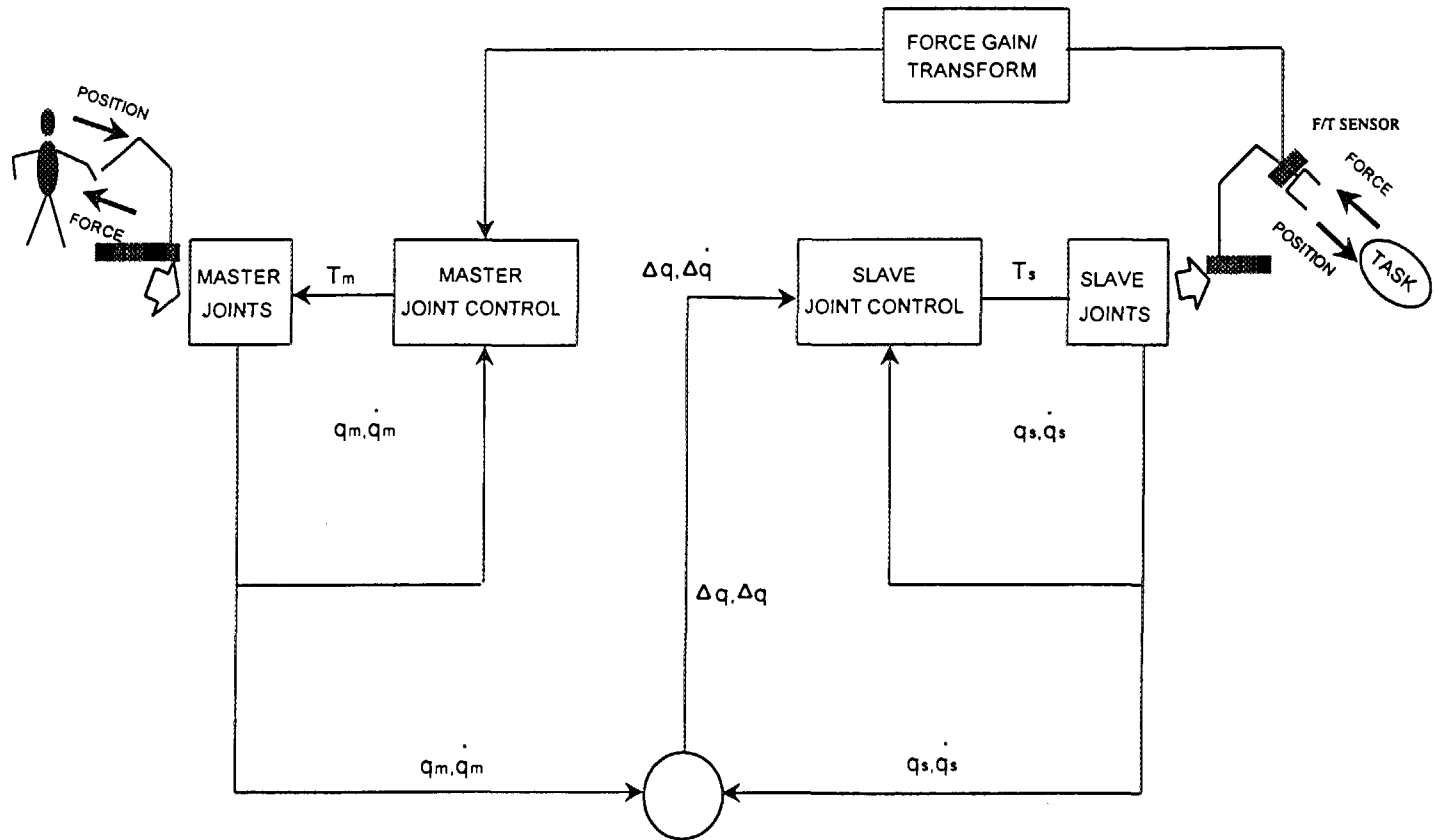 FORCE GAIN/
TRANSFORM
POSITION
FORCE
F/T SENSOR
FORCE
POSITION
TASK
MASTER
JOINTS
Tm
MASTER
JOINT CONTROL
Δq, Δq̇
SLAVE
JOINT CONTROL
Ts
SLAVE
JOINTS
qm, q̇m
qs, q̇s
Δq, Δq
qm, q̇m
qs, q̇s